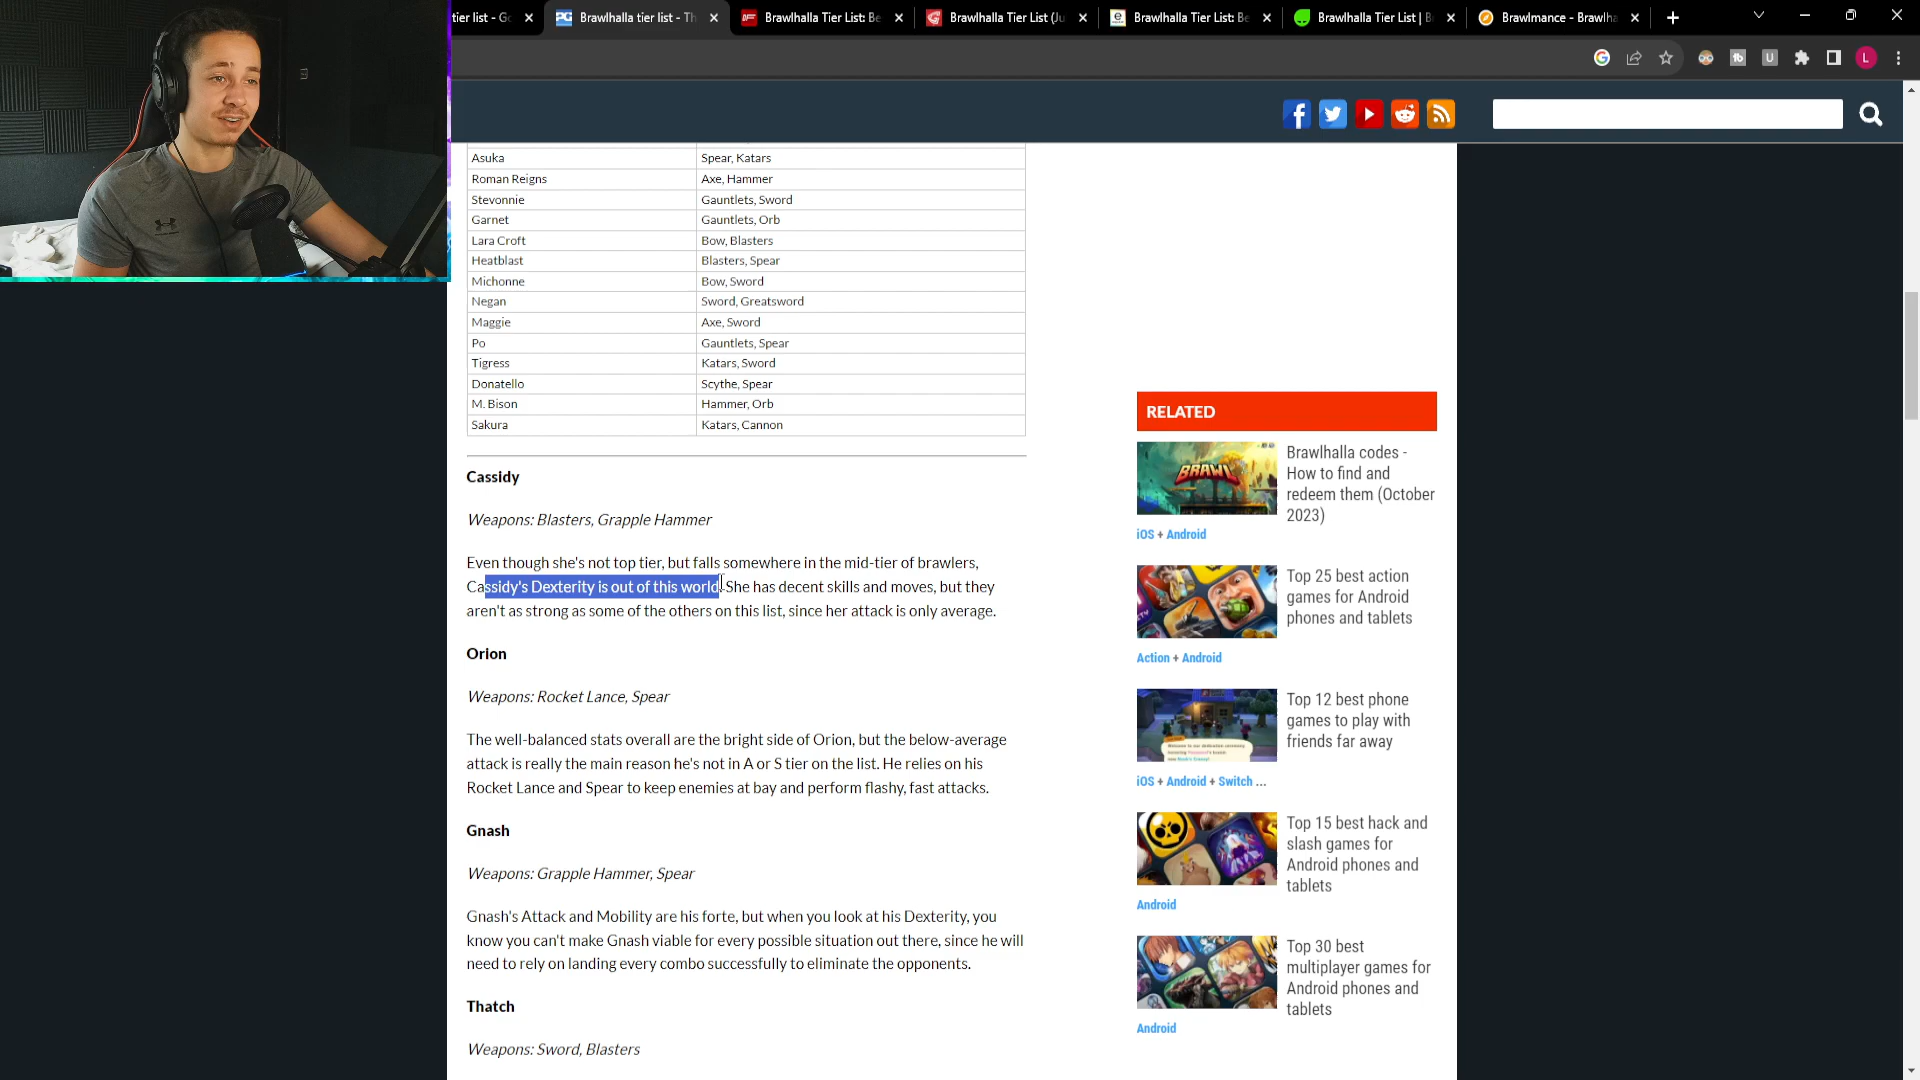 tier list - Go
Brawlhalla tier list - Th
Brawlhalla Tier List: Be
Brawlhalla Tier List (Ju
Brawlhalla Tier List: Be
Brawlhalla Tier List | B
Brawlmance - Brawlha
L
Asuka Spear, Katars
Roman Reigns Axe, Hammer
Stevonnie Gauntlets, Sword
Garnet Gauntlets, Orb
Lara Croft Bow, Blasters
Heatblast Blasters, Spear
Michonne Bow, Sword
Negan Sword, Greatsword
Maggie Axe, Sword
Po Gauntlets, Spear
Tigress Katars, Sword
Donatello Scythe, Spear
M. Bison Hammer, Orb
Sakura Katars, Cannon
Cassidy
Weapons: Blasters, Grapple Hammer
Even though she's not top tier, but falls somewhere in the mid-tier of brawlers,
Cassidy's Dexterity is out of this world. She has decent skills and moves, but they
aren't as strong as some of the others on this list, since her attack is only average.
Orion
Weapons: Rocket Lance, Spear
The well-balanced stats overall are the bright side of Orion, but the below-average
attack is really the main reason he's not in A or S tier on the list. He relies on his
Rocket Lance and Spear to keep enemies at bay and perform flashy, fast attacks.
Gnash
Weapons: Grapple Hammer, Spear
Gnash's Attack and Mobility are his forte, but when you look at his Dexterity, you
know you can't make Gnash viable for every possible situation out there, since he will
need to rely on landing every combo successfully to eliminate the opponents.
Thatch
Weapons: Sword, Blasters
RELATED
Brawlhalla codes -
How to find and
redeem them (October
2023)
iOS + Android
Top 25 best action
games for Android
phones and tablets
Action + Android
Top 12 best phone
games to play with
friends far away
iOS + Android + Switch ...
Top 15 best hack and
slash games for
Android phones and
tablets
Android
Top 30 best
multiplayer games for
Android phones and
tablets
Android